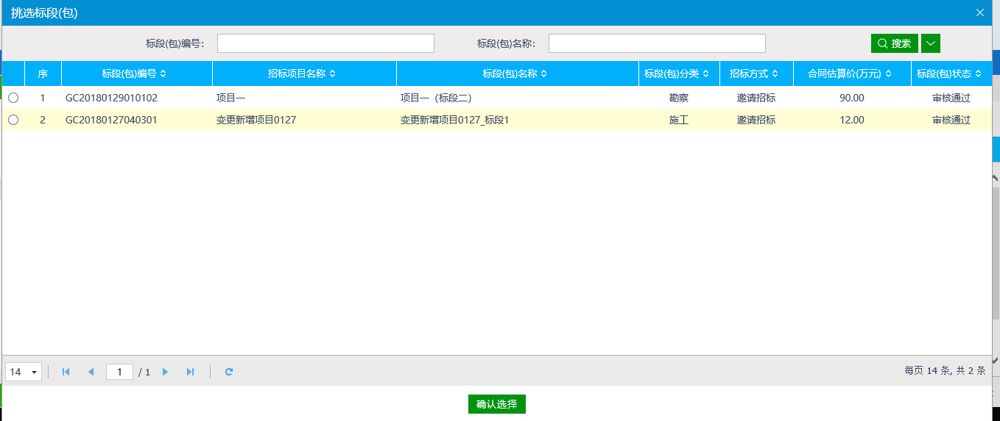 挑选标段(包)
标段(包)编号：
标段(包)名称：
搜索
序 标段(包)编号 招标项目名称 标段(包)名称 标段(包)分类 招标方式 合同估算价(万元) 标段(包)状态
1 GC20180129010102 项目一 项目一（标段二） 勘察 邀请招标 90.00 审核通过
2 GC20180127040301 变更新增项目0127 变更新增项目0127_标段1 施工 邀请招标 12.00 审核通过
14 1 / 1 每页 14 条, 共 2 条
确认选择